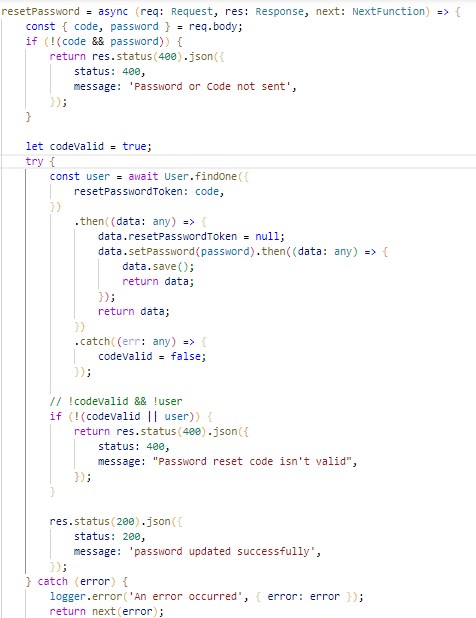 resetPassword = async (req: Request, res: Response, next: NextFunction) => {
    const { code, password } = req.body;
    if (!(code && password)) {
        return res.status(400).json({
            status: 400,
            message: 'Password or Code not sent',
        });
    }

    let codeValid = true;
    try {
        const user = await User.findOne({
            resetPasswordToken: code,
        })
            .then((data: any) => {
                data.resetPasswordToken = null;
                data.setPassword(password).then((data: any) => {
                    data.save();
                    return data;
                });
                return data;
            })
            .catch((err: any) => {
                codeValid = false;
            });

        // !codeValid && !user
        if (!(codeValid || user)) {
            return res.status(400).json({
                status: 400,
                message: "Password reset code isn't valid",
            });
        }

        res.status(200).json({
            status: 200,
            message: 'password updated successfully',
        });
    } catch (error) {
        logger.error('An error occurred', { error: error });
        return next(error);